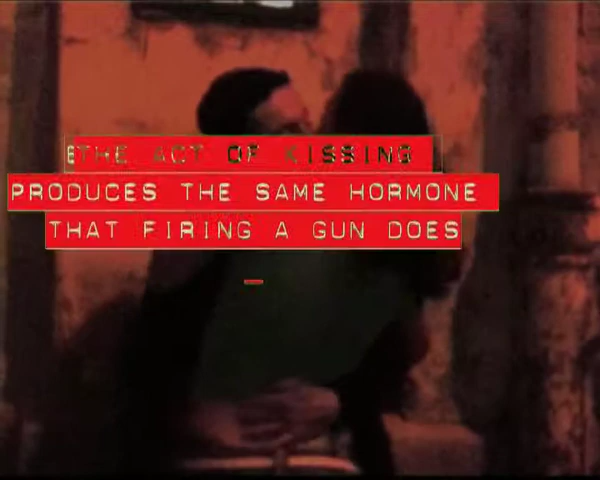 THE ACT OF KISSING
PRODUCES THE SAME HORMONE
THAT FIRING A GUN DOES